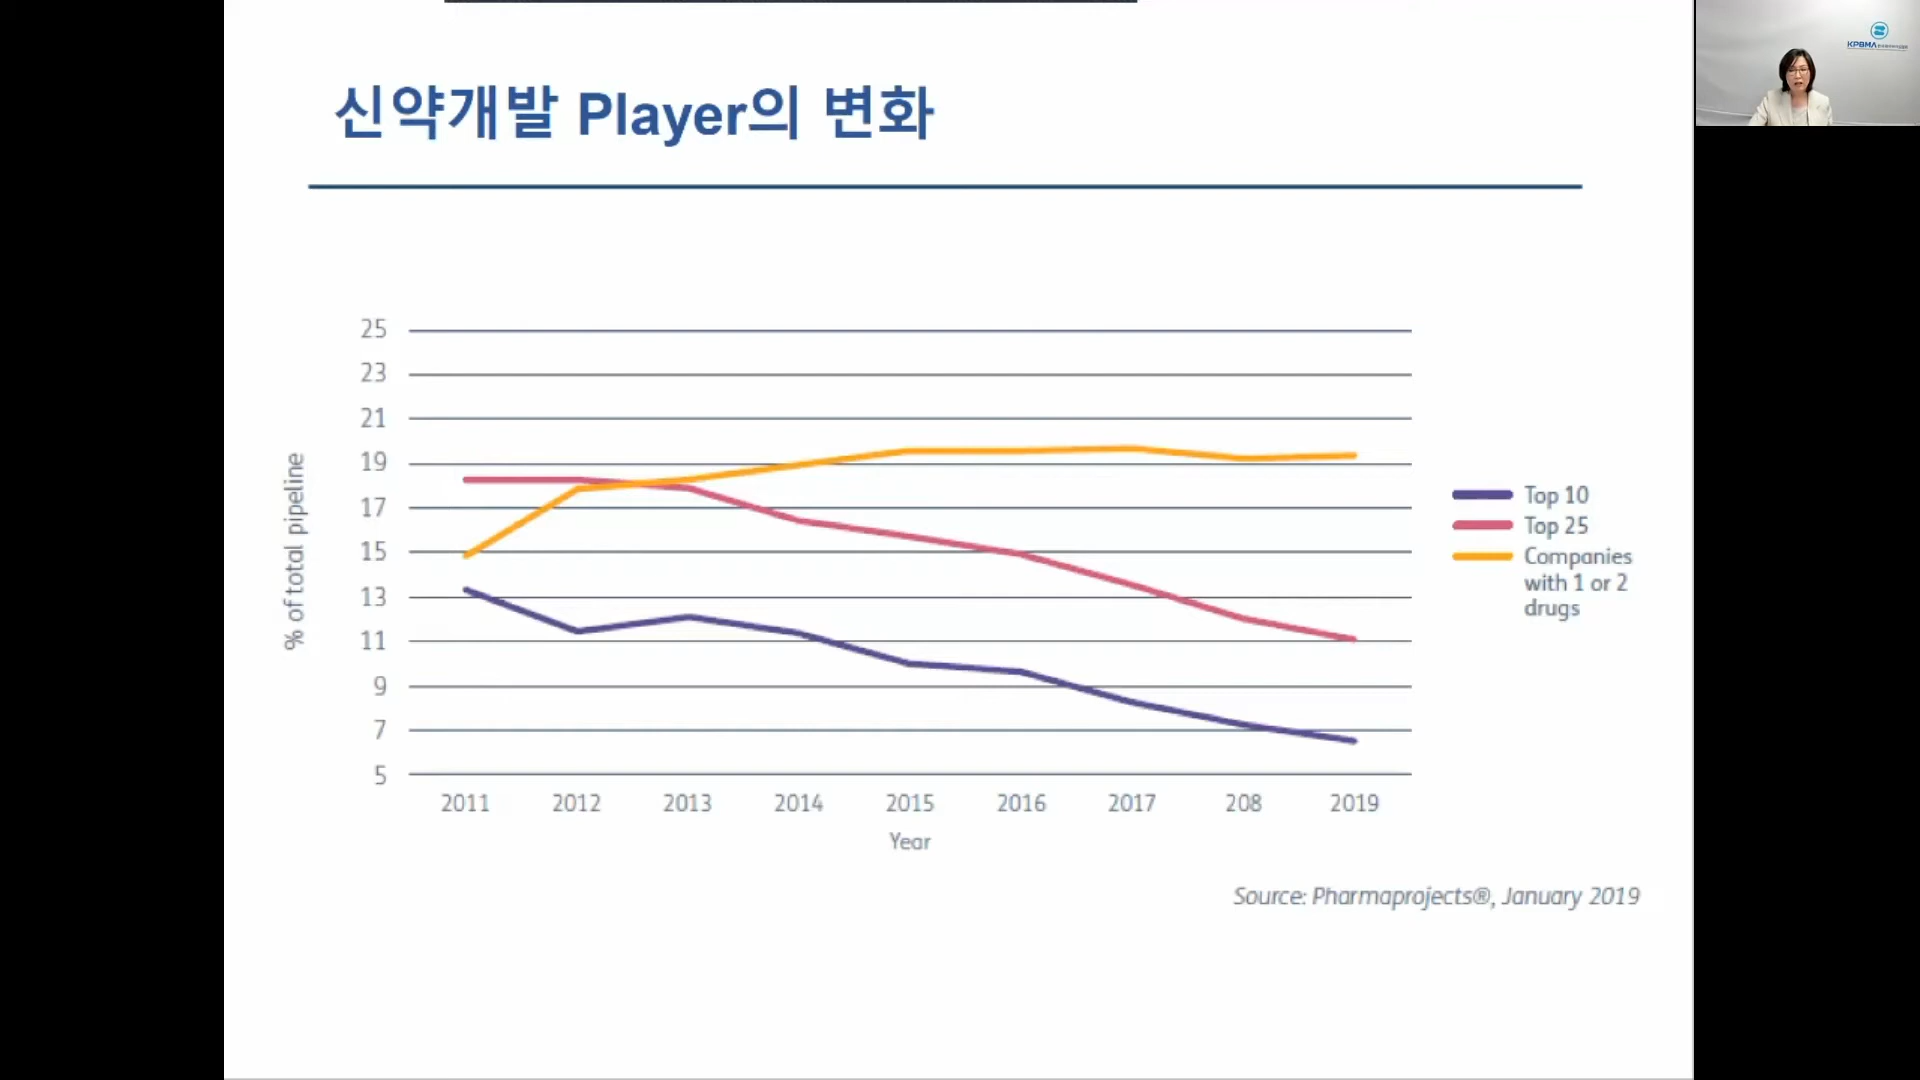 신약개발 Player의 변화
KPBMA
25
23
21
19
17
15
13
11
9
7
5
% of total pipeline
2011 2012 2013 2014 2015 2016 2017 208 2019
Year
Top 10
Top 25
Companies
with 1 or 2
drugs
Source: Pharmaprojects®, January 2019